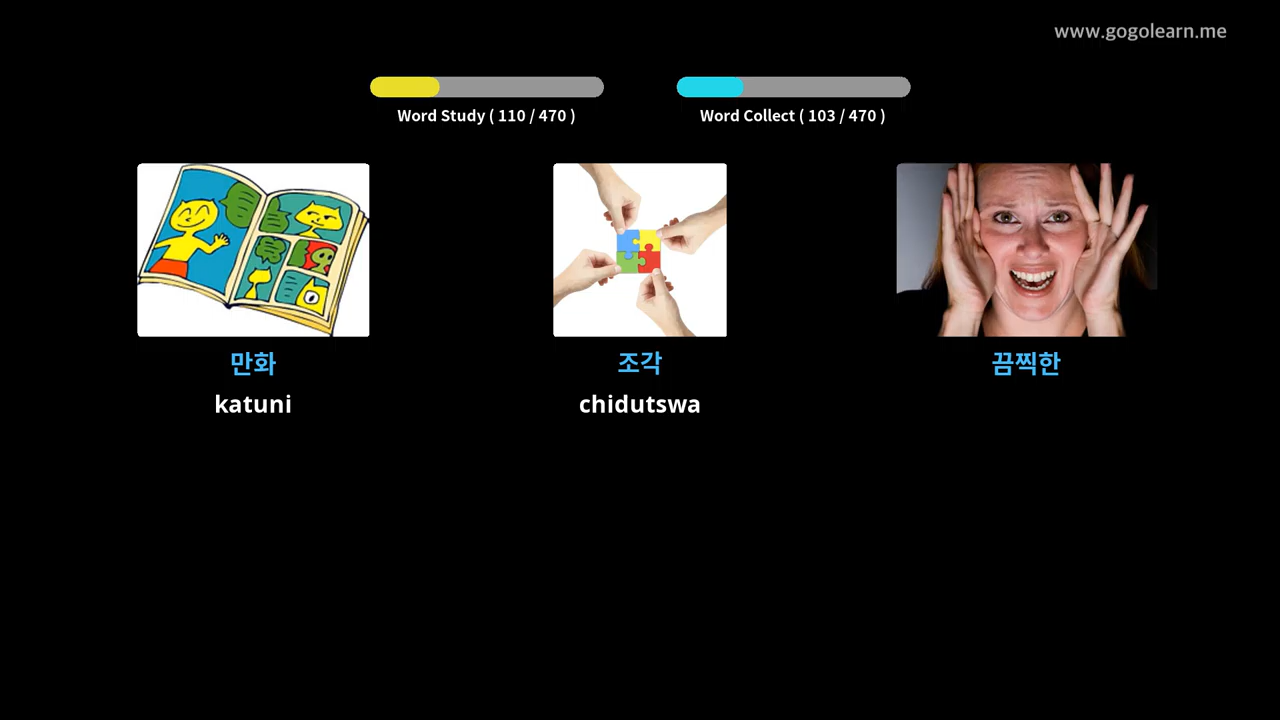 www.gogolearn.me
Word Study ( 110 / 470 )
Word Collect ( 103 / 470 )
만화
katuni
조각
chidutswa
끔찍한